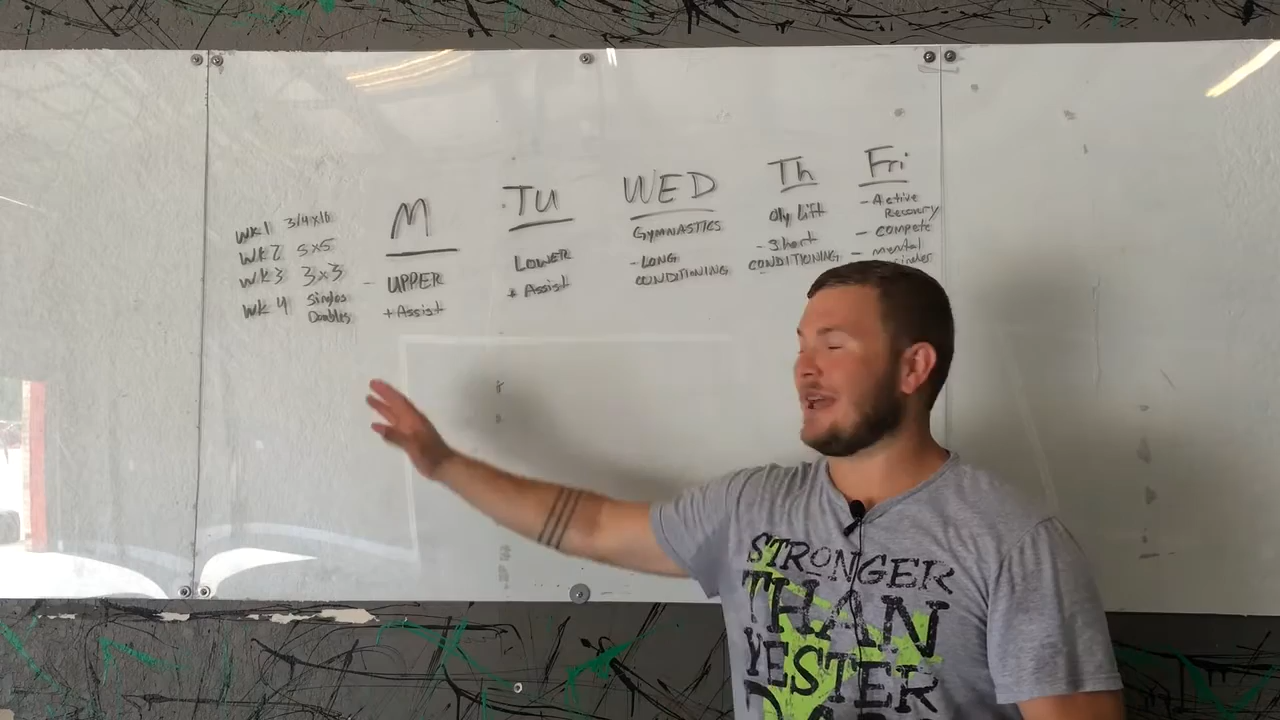 WK1 3/4x10
WK2 5x5
WK3 3x3
WK4 Singles
Doubles
M
- UPPER
+ Assist
TU
LOWER
+ Assist
WED
GYMNASTICS
- LONG
CONDITIONING
Th
Oly Lift
- Short
CONDITIONING
Fri
- Active
Recovery
- compete
- mental
STRONGER
THAN
YESTER